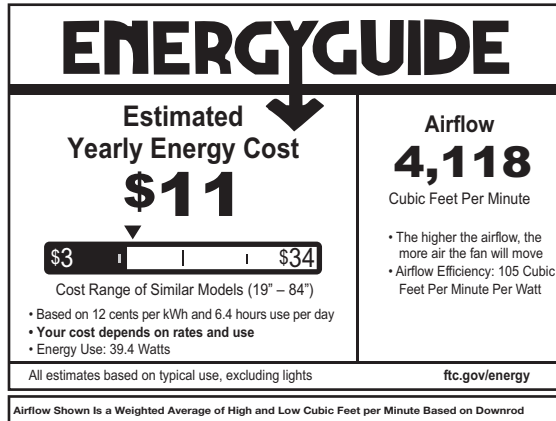 ENERGYGUIDE
Estimated
Yearly Energy Cost
$11
$3
$34
Cost Range of Similar Models (19” – 84”)
• Based on 12 cents per kWh and 6.4 hours use per day
• Your cost depends on rates and use
• Energy Use: 39.4 Watts
Airflow
4,118
Cubic Feet Per Minute
• The higher the airflow, the
more air the fan will move
• Airflow Efficiency: 105 Cubic
Feet Per Minute Per Watt
All estimates based on typical use, excluding lights
ftc.gov/energy
Airflow Shown Is a Weighted Average of High and Low Cubic Feet per Minute Based on Downrod